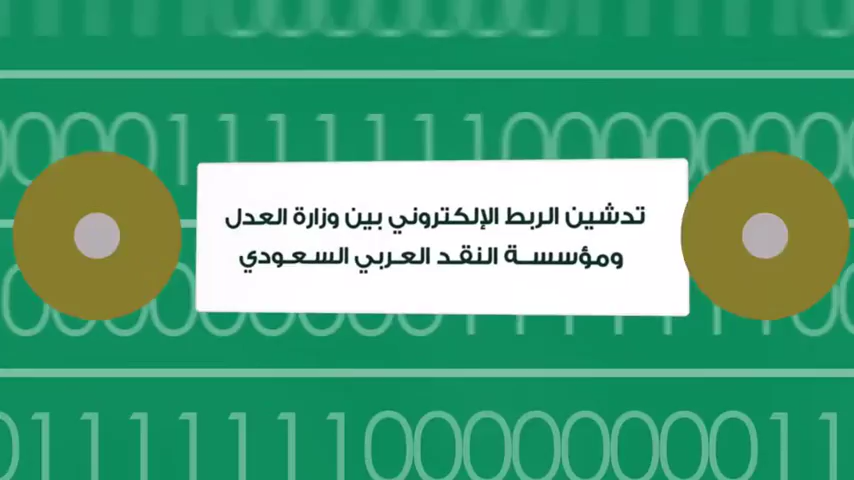 تدشين الربط الإلكتروني بين وزارة العدل
ومؤسسة النقد العربي السعودي